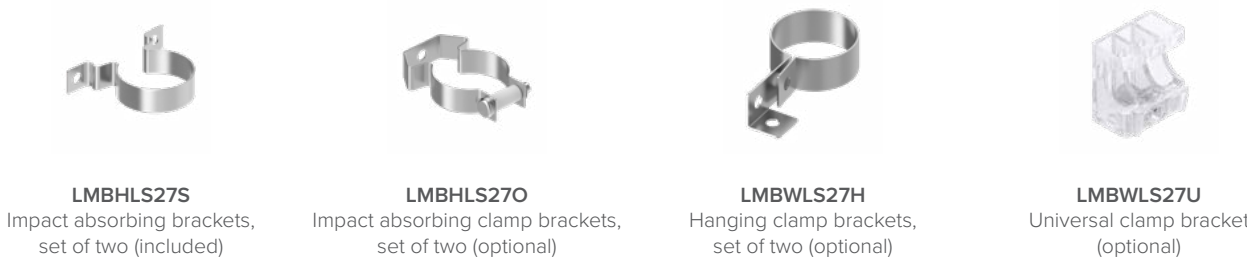 LMBHLS27S
Impact absorbing brackets,
set of two (included)
LMBHLS27O
Impact absorbing clamp brackets,
set of two (optional)
LMBWLS27H
Hanging clamp brackets,
set of two (optional)
LMBWLS27U
Universal clamp bracket
(optional)